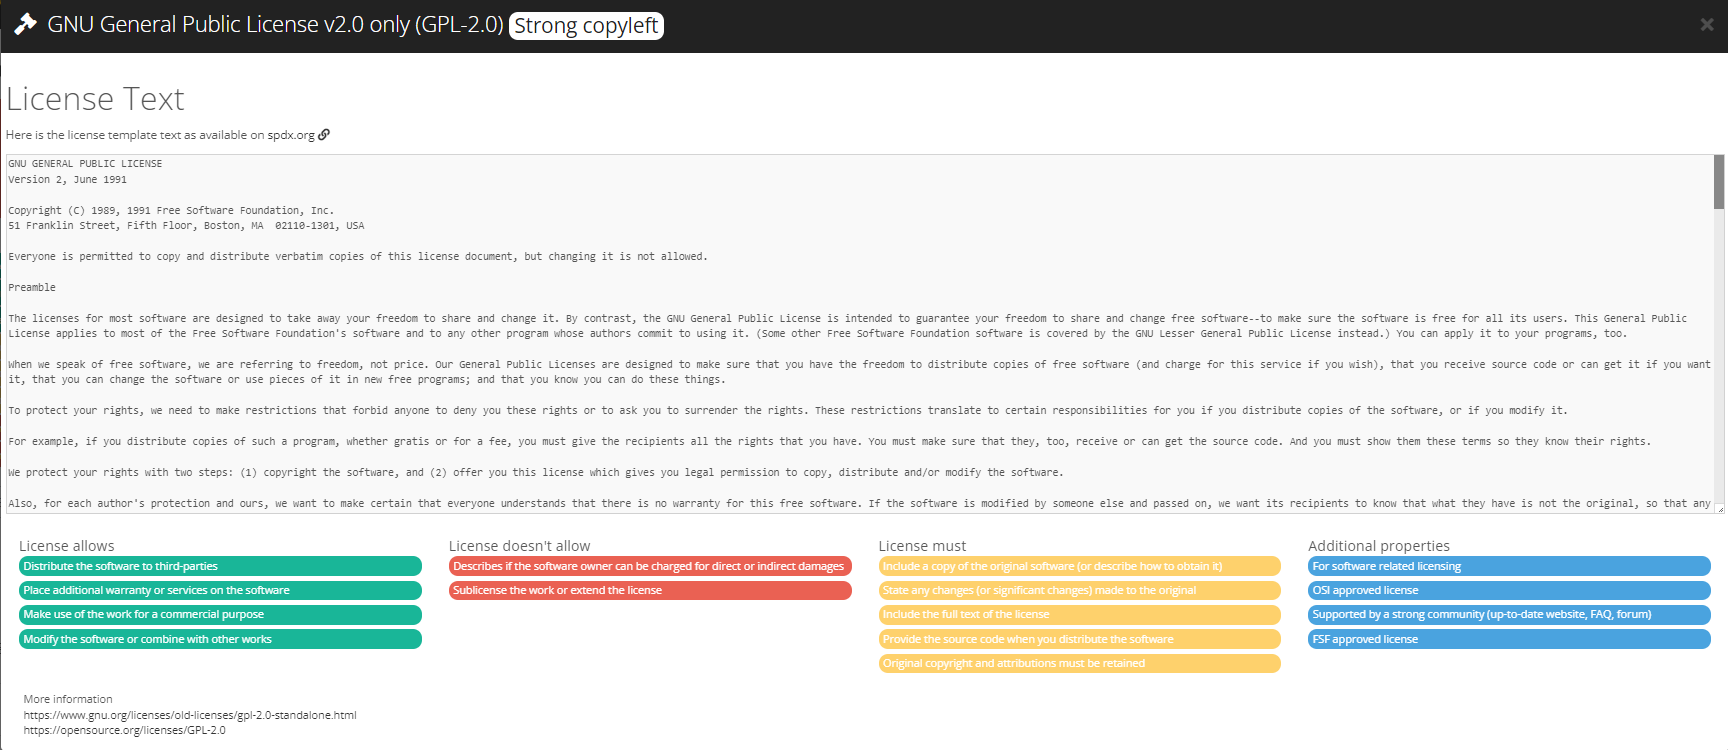 GNU General Public License v2.0 only (GPL-2.0) Strong copyleft
License Text
Here is the license template text as available on spdx.org
GNU GENERAL PUBLIC LICENSE
Version 2, June 1991
Copyright (C) 1989, 1991 Free Software Foundation, Inc.
51 Franklin Street, Fifth Floor, Boston, MA  02110-1301, USA
Everyone is permitted to copy and distribute verbatim copies of this license document, but changing it is not allowed.
Preamble
The licenses for most software are designed to take away your freedom to share and change it. By contrast, the GNU General Public License is intended to guarantee your freedom to share and change free software--to make sure the software is free for all its users. This General Public
License applies to most of the Free Software Foundation's software and to any other program whose authors commit to using it. (Some other Free Software Foundation software is covered by the GNU Lesser General Public License instead.) You can apply it to your programs, too.
When we speak of free software, we are referring to freedom, not price. Our General Public Licenses are designed to make sure that you have the freedom to distribute copies of free software (and charge for this service if you wish), that you receive source code or can get it if you want
it, that you can change the software or use pieces of it in new free programs; and that you know you can do these things.
To protect your rights, we need to make restrictions that forbid anyone to deny you these rights or to ask you to surrender the rights. These restrictions translate to certain responsibilities for you if you distribute copies of the software, or if you modify it.
For example, if you distribute copies of such a program, whether gratis or for a fee, you must give the recipients all the rights that you have. You must make sure that they, too, receive or can get the source code. And you must show them these terms so they know their rights.
We protect your rights with two steps: (1) copyright the software, and (2) offer you this license which gives you legal permission to copy, distribute and/or modify the software.
Also, for each author's protection and ours, we want to make certain that everyone understands that there is no warranty for this free software. If the software is modified by someone else and passed on, we want its recipients to know that what they have is not the original, so that any
License allows
Distribute the software to third-parties
Place additional warranty or services on the software
Make use of the work for a commercial purpose
Modify the software or combine with other works
License doesn't allow
Describes if the software owner can be charged for direct or indirect damages
Sublicense the work or extend the license
License must
Include a copy of the original software (or describe how to obtain it)
State any changes (or significant changes) made to the original
Include the full text of the license
Provide the source code when you distribute the software
Original copyright and attributions must be retained
Additional properties
For software related licensing
OSI approved license
Supported by a strong community (up-to-date website, FAQ, forum)
FSF approved license
More information
https://www.gnu.org/licenses/old-licenses/gpl-2.0-standalone.html
https://opensource.org/licenses/GPL-2.0